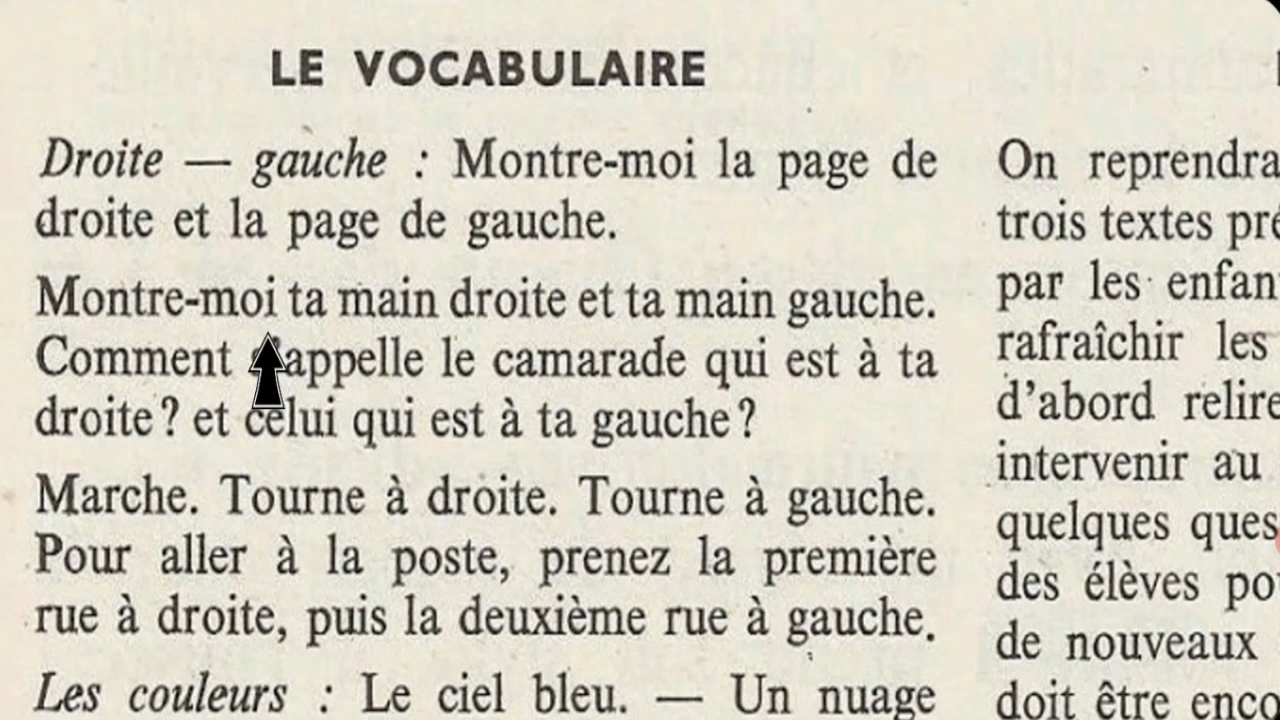 LE VOCABULAIRE
Droite — gauche : Montre-moi la page de
droite et la page de gauche.
Montre-moi ta main droite et ta main gauche.
Comment s'appelle le camarade qui est à ta
droite ? et celui qui est à ta gauche ?
Marche. Tourne à droite. Tourne à gauche.
Pour aller à la poste, prenez la première
rue à droite, puis la deuxième rue à gauche.
Les couleurs : Le ciel bleu. — Un nuage
On reprendra
trois textes
par les
rafraîchir les
d'abord relire
intervenir au
quelques
des élèves
de nouveaux
doit être